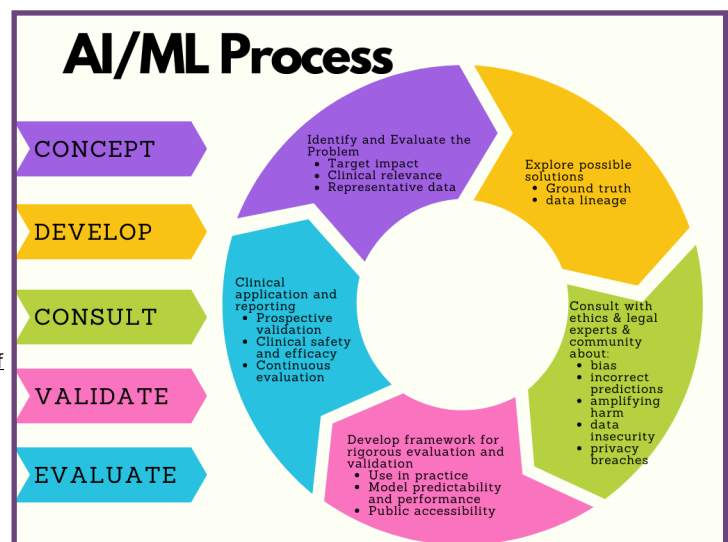 AI/ML Process
CONCEPT
DEVELOP
CONSULT
VALIDATE
EVALUATE
Identify and Evaluate the
Problem
• Target impact
• Clinical relevance
• Representative data
Explore possible
solutions
• Ground truth
• data lineage
Consult with
ethics & legal
experts &
community
about:
• bias
• incorrect
predictions
• amplifying
harm
• data
insecurity
• privacy
breaches
Develop framework for
rigorous evaluation and
validation
• Use in practice
• Model predictability
and performance
• Public accessibility
Clinical
application and
reporting
• Prospective
validation
• Clinical safety
and efficacy
• Continuous
evaluation
f